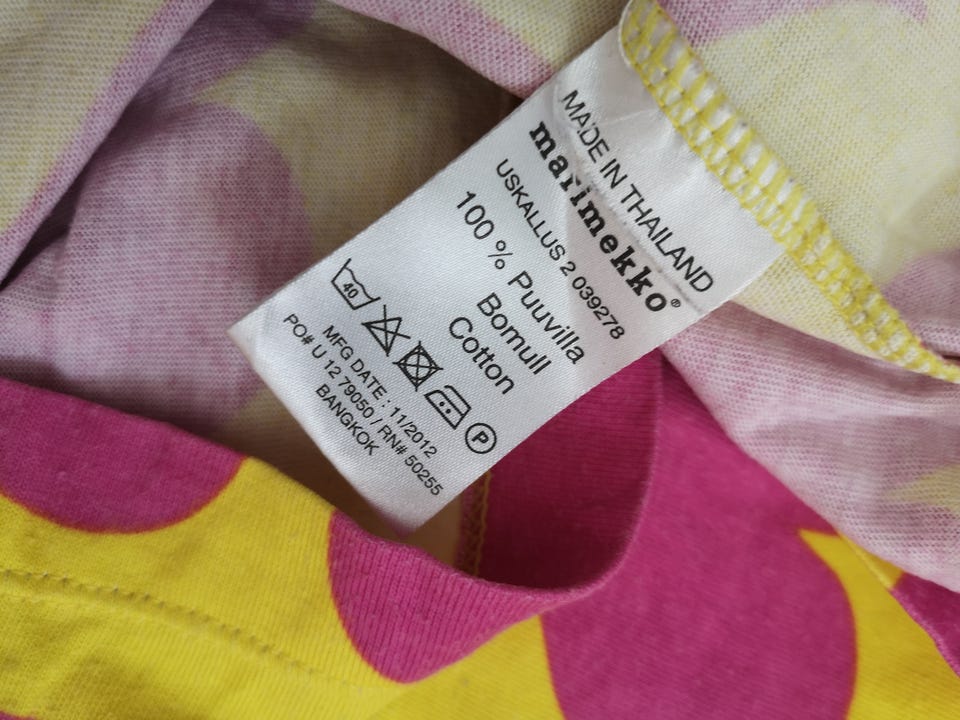 MADE IN THAILAND
marimekko®
USKALLUS 2 039278
100 % Puuvilla
Bomull
Cotton
40
P
MFG DATE : 11/2012
PO# U 12 79050 / RN# 50255
BANGKOK